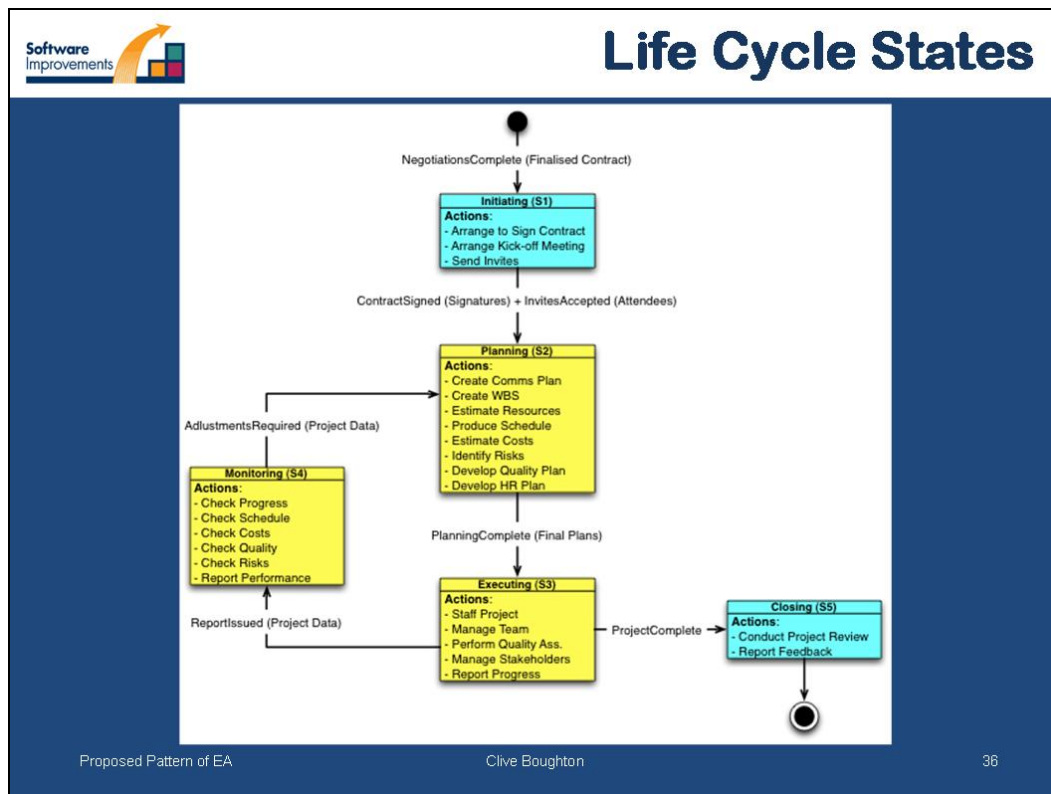 Software
Improvements
Life Cycle States
NegotiationsComplete (Finalised Contract)
Initiating (S1)
Actions:
- Arrange to Sign Contract
- Arrange Kick-off Meeting
- Send Invites
ContractSigned (Signatures) + InvitesAccepted (Attendees)
Planning (S2)
Actions:
- Create Comms Plan
- Create WBS
- Estimate Resources
- Produce Schedule
- Estimate Costs
- Identify Risks
- Develop Quality Plan
- Develop HR Plan
AdlustmentsRequired (Project Data)
Monitoring (S4)
Actions:
- Check Progress
- Check Schedule
- Check Costs
- Check Quality
- Check Risks
- Report Performance
PlanningComplete (Final Plans)
Executing (S3)
Actions:
- Staff Project
- Manage Team
- Perform Quality Ass.
- Manage Stakeholders
- Report Progress
ReportIssued (Project Data)
ProjectComplete
Closing (S5)
Actions:
- Conduct Project Review
- Report Feedback
Proposed Pattern of EA
Clive Boughton
36